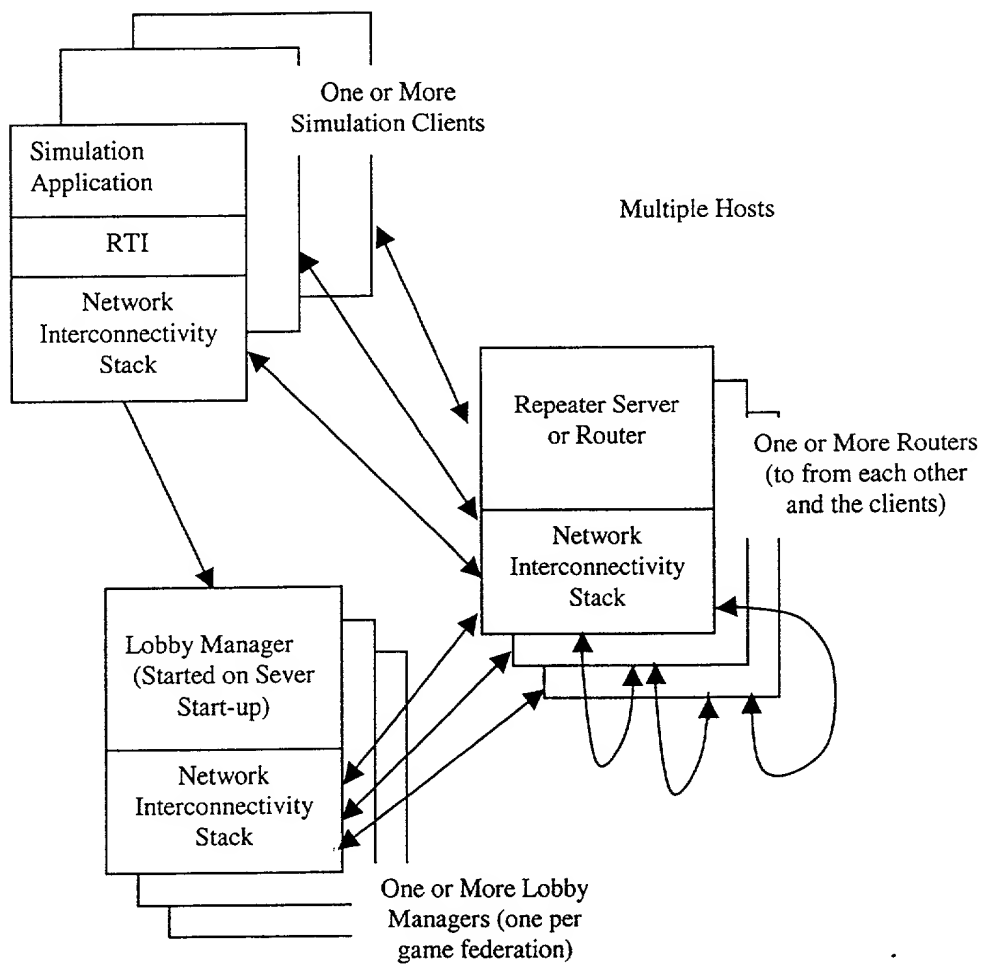 One or More
Simulation Clients
Simulation
Application
RTI
Network
Interconnectivity
Stack
Multiple Hosts
Repeater Server
or Router
Network
Interconnectivity
Stack
One or More Routers
(to from each other
and the clients)
Lobby Manager
(Started on Sever
Start-up)
Network
Interconnectivity
Stack
One or More Lobby
Managers (one per
game federation)